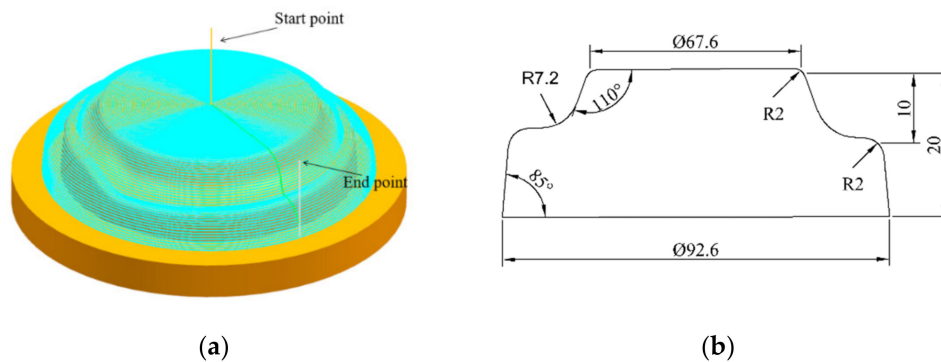 Start point
End point
(a)
Ø67.6
R7.2
110°
R2
10
20
R2
85°
Ø92.6
(b)